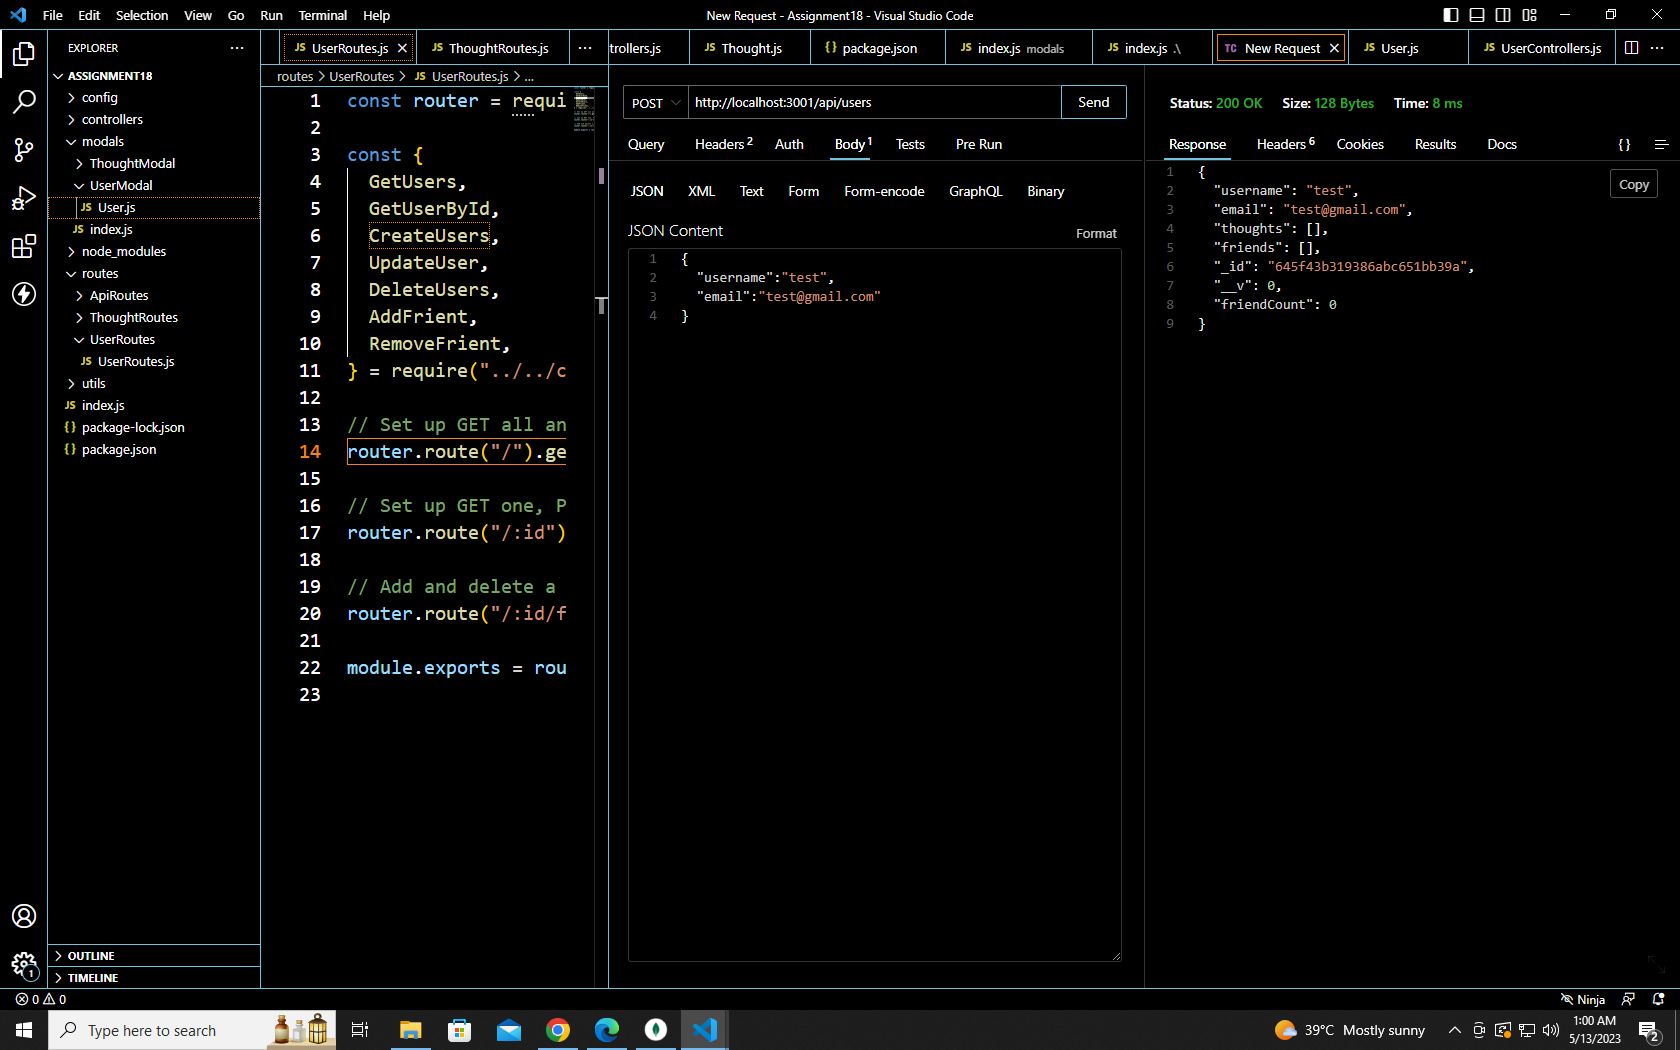 File Edit Selection View Go Run Terminal Help
New Request - Assignment18 - Visual Studio Code
EXPLORER
ASSIGNMENT18
config
controllers
modals
ThoughtModal
UserModal
JS User.js
JS index.js
node_modules
routes
ApiRoutes
ThoughtRoutes
UserRoutes
JS UserRoutes.js
utils
JS index.js
{} package-lock.json
{} package.json
OUTLINE
TIMELINE
JS UserRoutes.js
JS ThoughtRoutes.js
routes > UserRoutes > JS UserRoutes.js > ...
1 const router = requi
2
3 const {
4 GetUsers,
5 GetUserById,
6 CreateUsers,
7 UpdateUser,
8 DeleteUsers,
9 AddFrient,
10 RemoveFrient,
11 } = require("../../c
12
13 // Set up GET all an
14 router.route("/").ge
15
16 // Set up GET one, P
17 router.route("/:id")
18
19 // Add and delete a
20 router.route("/:id/f
21
22 module.exports = rou
23
trollers.js
JS Thought.js
{} package.json
JS index.js modals
JS index.js .\
TC New Request
JS User.js
JS UserControllers.js
POST http://localhost:3001/api/users Send
Query Headers 2 Auth Body 1 Tests Pre Run
JSON XML Text Form Form-encode GraphQL Binary
JSON Content Format
1 {
2 "username":"test",
3 "email":"test@gmail.com"
4 }
Status: 200 OK Size: 128 Bytes Time: 8 ms
Response Headers 6 Cookies Results Docs {}
Copy
1 {
2 "username": "test",
3 "email": "test@gmail.com",
4 "thoughts": [],
5 "friends": [],
6 "_id": "645f43b319386abc651bb39a",
7 "__v": 0,
8 "friendCount": 0
9 }
1
0 0
Ninja
Type here to search
39°C Mostly sunny
1:00 AM
5/13/2023
2